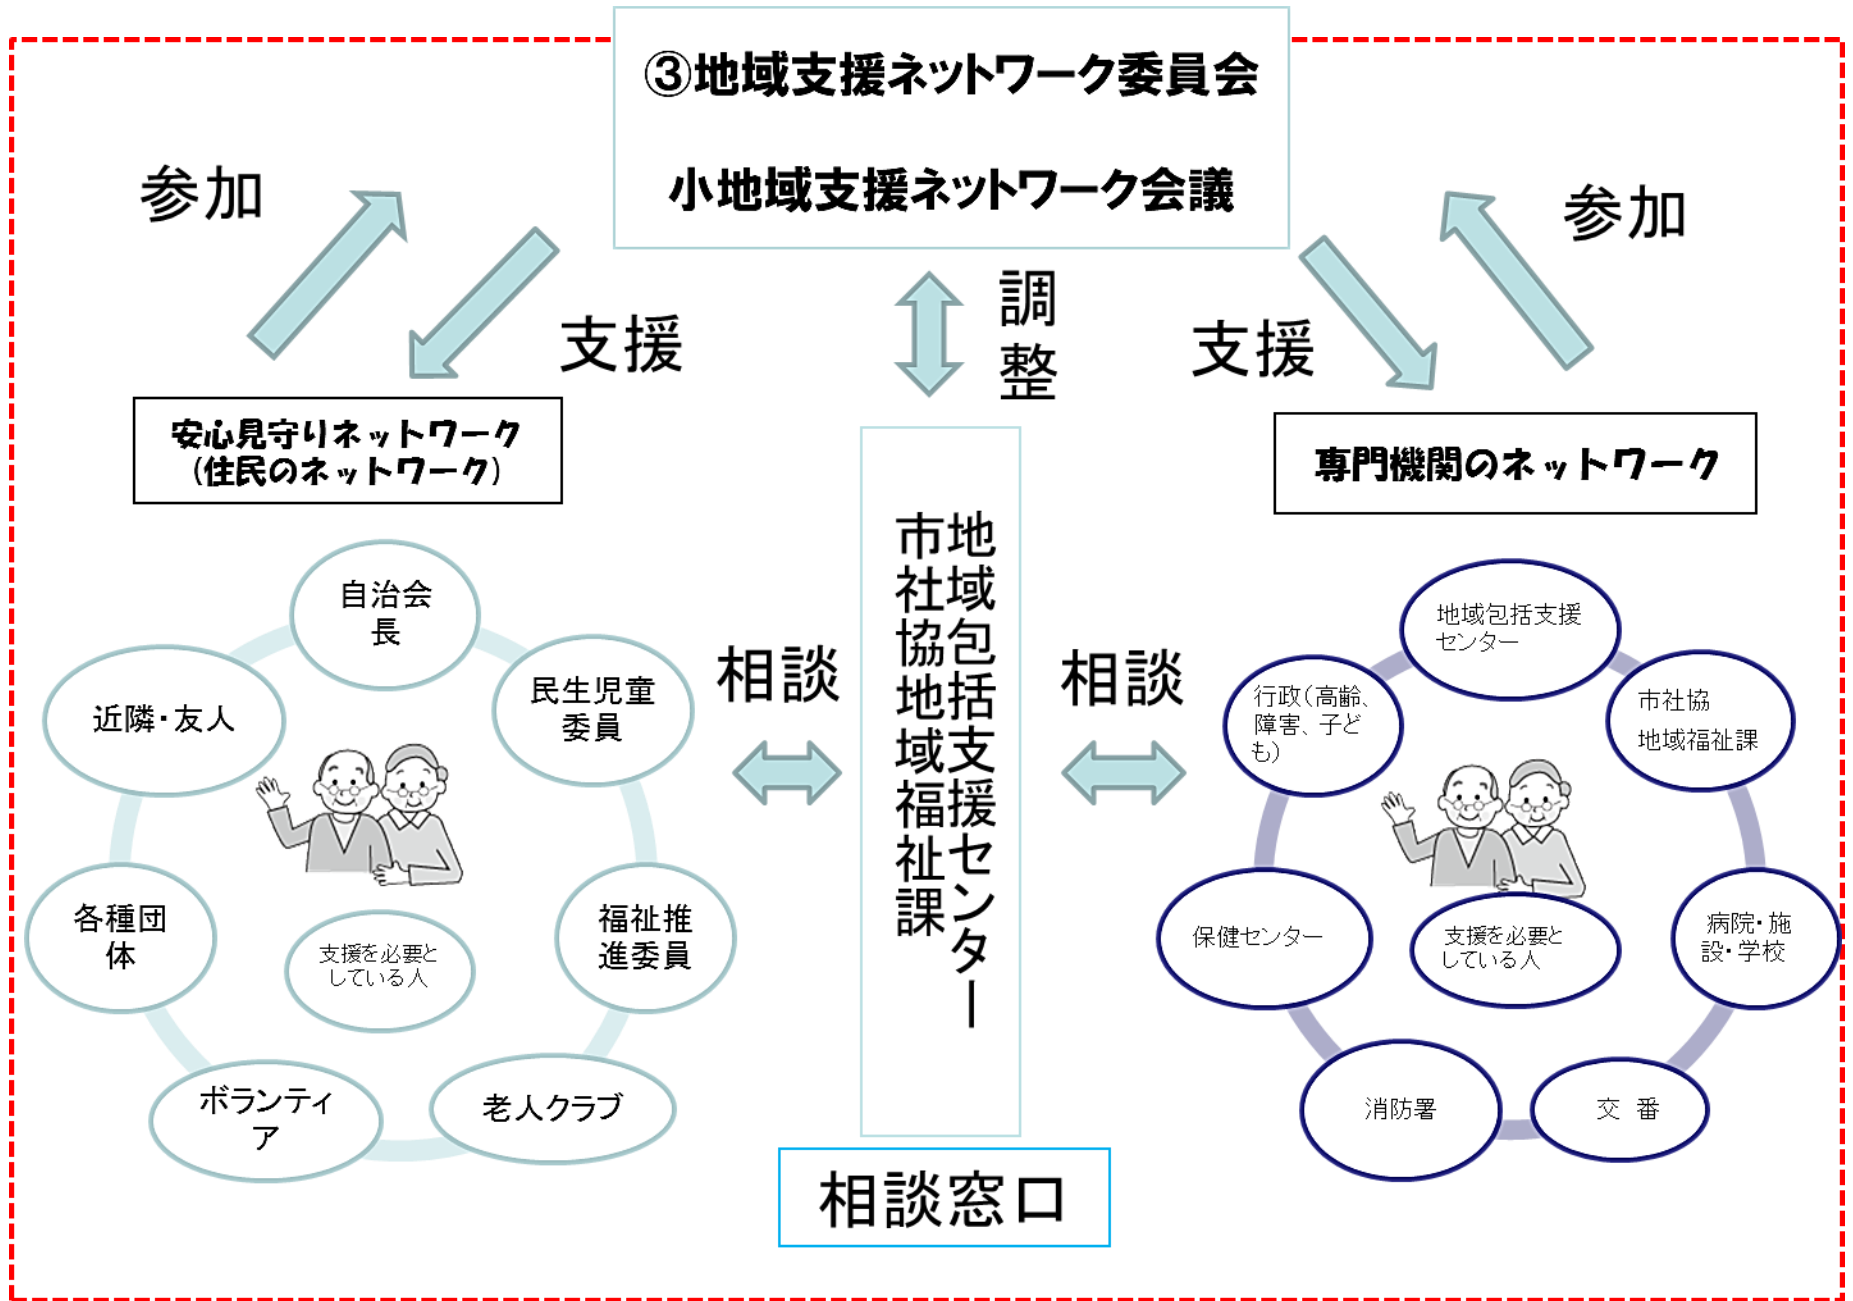 ③地域支援ネットワーク委員会
小地域支援ネットワーク会議
参加
支援
調
整
支援
参加
安心見守りネットワーク
(住民のネットワーク)
専門機関のネットワーク
自治会
長
民生児童
委員
福祉推
進委員
老人クラブ
ボランティ
ア
各種団
体
近隣・友人
支援を必要と
している人
相談
地域包括支援センター
市社協地域福祉課
相談
相談窓口
地域包括支援
センター
市社協
地域福祉課
病院・施
設・学校
交 番
消防署
保健センター
行政(高齢、
障害、子ど
も)
支援を必要と
している人